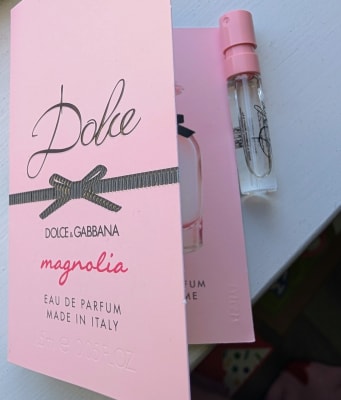 Dolce
DOLCE & GABBANA
magnolia
EAU DE PARFUM
MADE IN ITALY